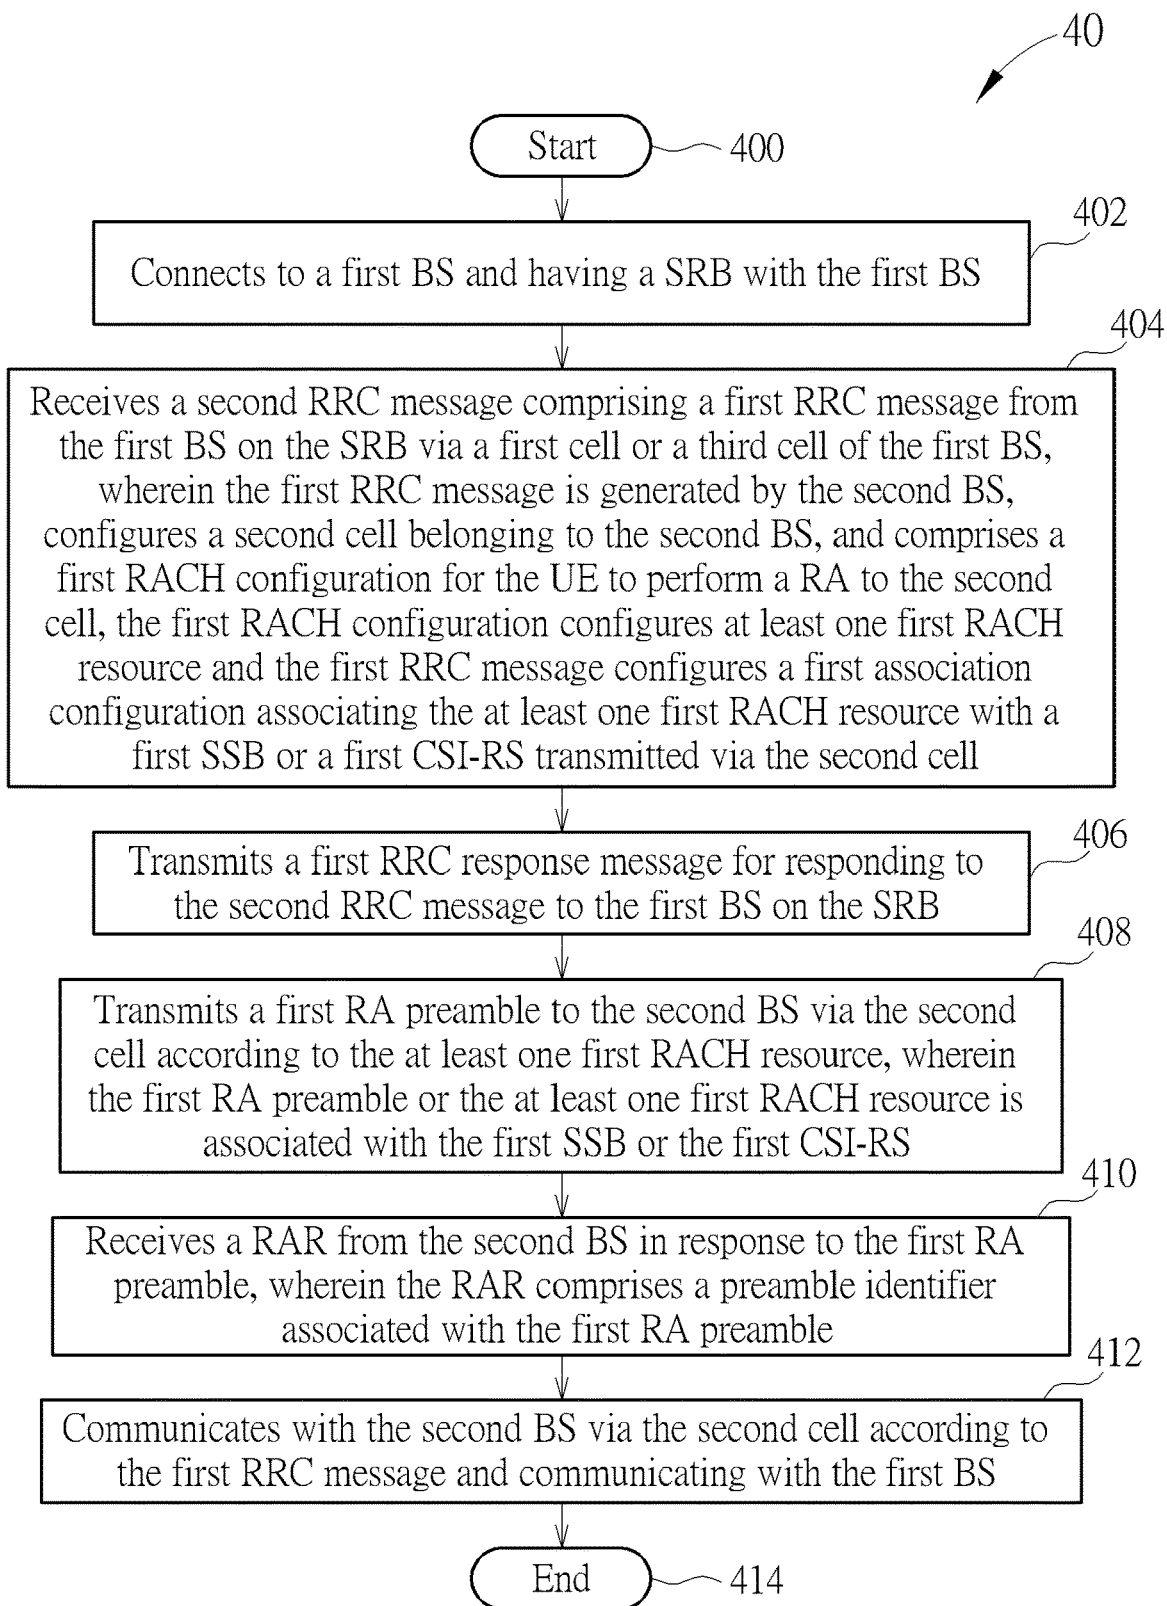 40
Start
400
402
Connects to a first BS and having a SRB with the first BS
404
Receives a second RRC message comprising a first RRC message from
the first BS on the SRB via a first cell or a third cell of the first BS,
wherein the first RRC message is generated by the second BS,
configures a second cell belonging to the second BS, and comprises a
first RACH configuration for the UE to perform a RA to the second
cell, the first RACH configuration configures at least one first RACH
resource and the first RRC message configures a first association
configuration associating the at least one first RACH resource with a
first SSB or a first CSI-RS transmitted via the second cell
406
Transmits a first RRC response message for responding to
the second RRC message to the first BS on the SRB
408
Transmits a first RA preamble to the second BS via the second
cell according to the at least one first RACH resource, wherein
the first RA preamble or the at least one first RACH resource is
associated with the first SSB or the first CSI-RS
410
Receives a RAR from the second BS in response to the first RA
preamble, wherein the RAR comprises a preamble identifier
associated with the first RA preamble
412
Communicates with the second BS via the second cell according to
the first RRC message and communicating with the first BS
End
414